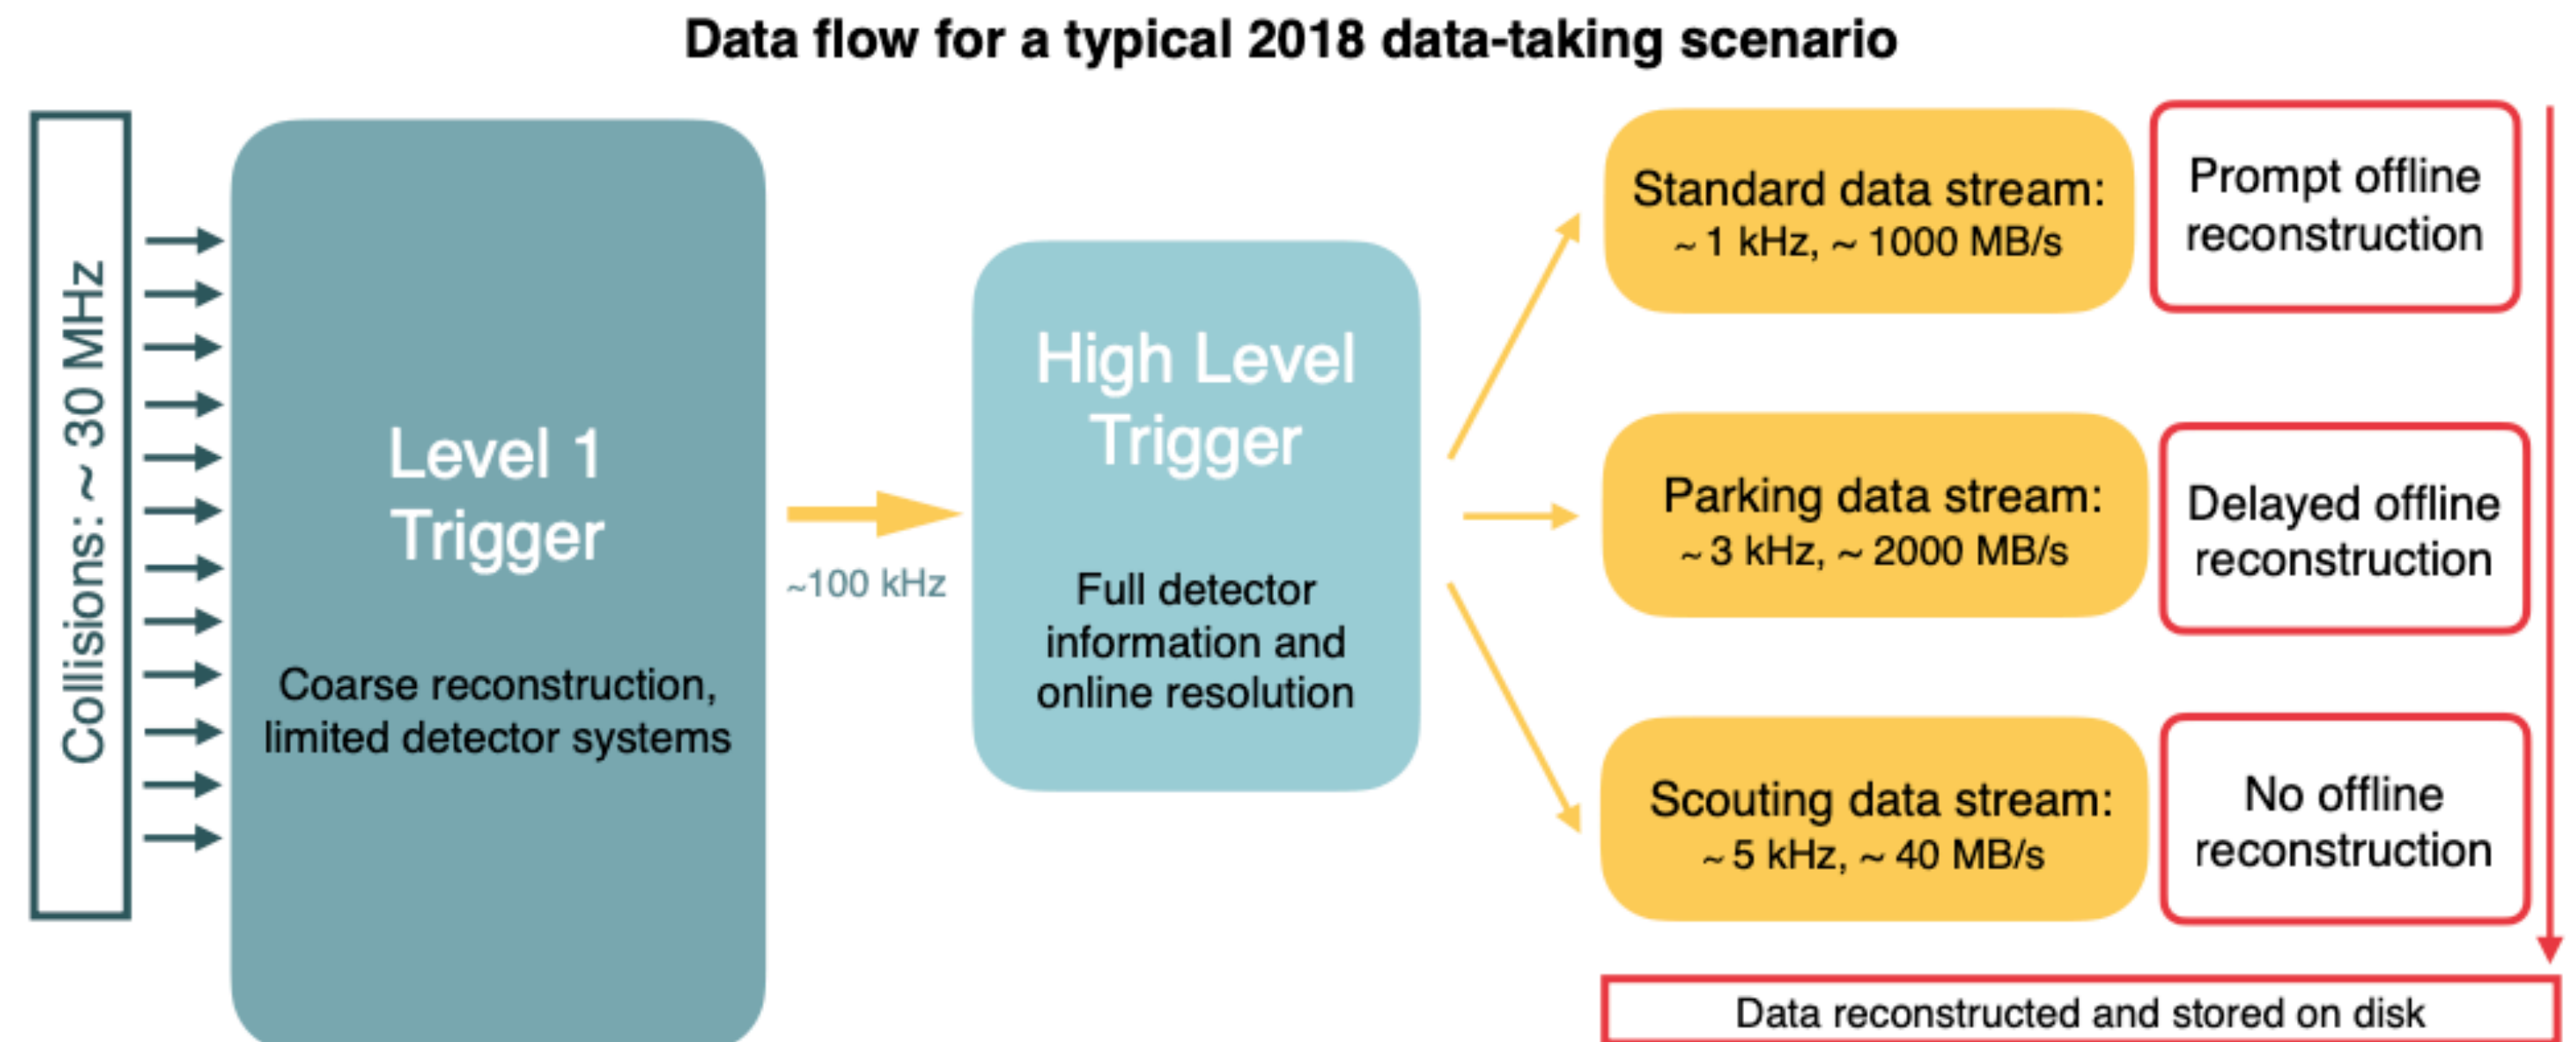 Data flow for a typical 2018 data-taking scenario
Collisions: ~ 30 MHz
Level 1
Trigger
Coarse reconstruction,
limited detector systems
~100 kHz
High Level
Trigger
Full detector
information and
online resolution
Standard data stream:
~ 1 kHz, ~ 1000 MB/s
Prompt offline
reconstruction
Parking data stream:
~ 3 kHz, ~ 2000 MB/s
Delayed offline
reconstruction
Scouting data stream:
~ 5 kHz, ~ 40 MB/s
No offline
reconstruction
Data reconstructed and stored on disk